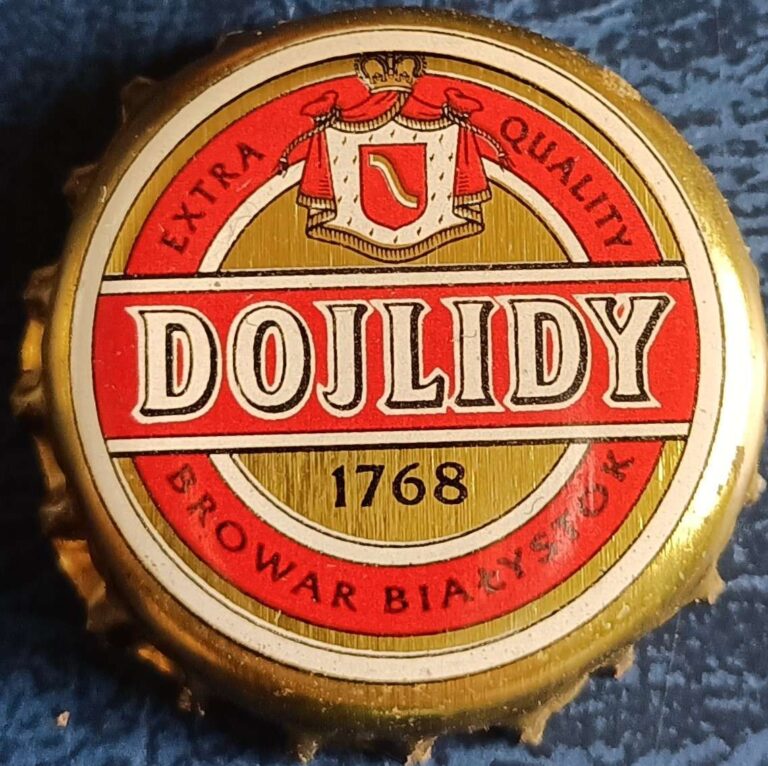 EXTRA QUALITY
DOJLIDY
1768
BROWAR BIAŁYSTOK